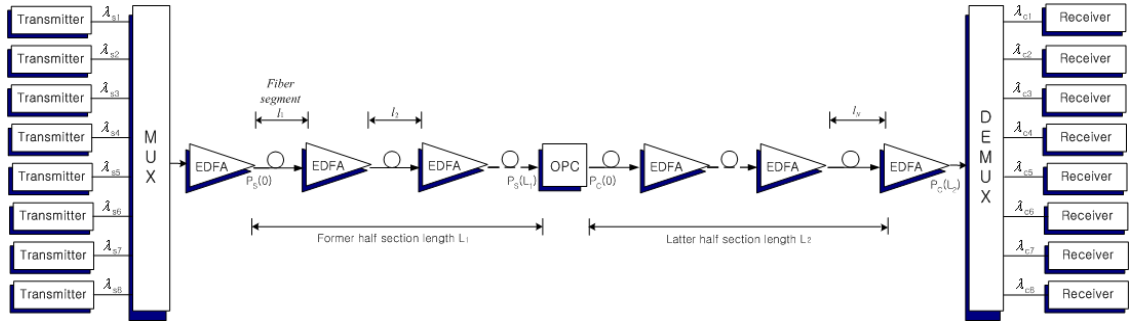 Transmitter λs1
Transmitter λs2
Transmitter λs3
Transmitter λs4
Transmitter λs5
Transmitter λs6
Transmitter λs7
Transmitter λs8
MUX
Fiber
segment
l1
l2
lN
EDFA
PS(0)
EDFA
EDFA
PS(L1)
OPC
PC(0)
EDFA
EDFA
EDFA
PC(L2)
Former half section length L1
Latter half section length L2
DEMUX
λc1 Receiver
λc2 Receiver
λc3 Receiver
λc4 Receiver
λc5 Receiver
λc6 Receiver
λc7 Receiver
λc8 Receiver